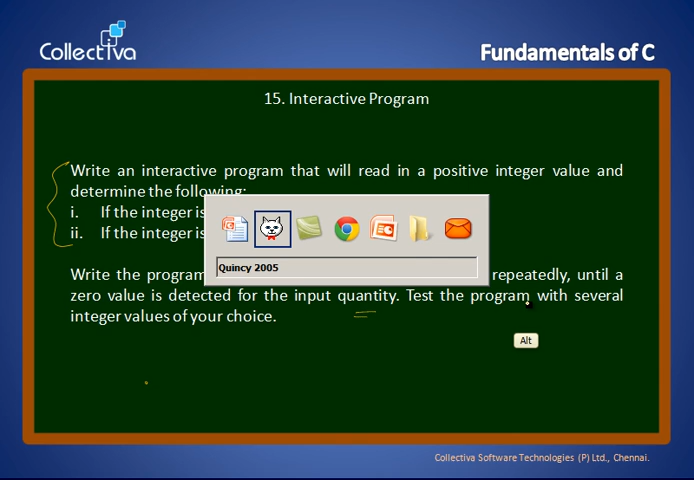 Collectiva
Fundamentals of C
15. Interactive Program
Write an interactive program that will read in a positive integer value and
determine the following:
i. If the integer is
ii. If the integer is
Quincy 2005
Write the program repeatedly, until a
zero value is detected for the input quantity. Test the program with several
integer values of your choice.
Alt
Collectiva Software Technologies (P) Ltd., Chennai.